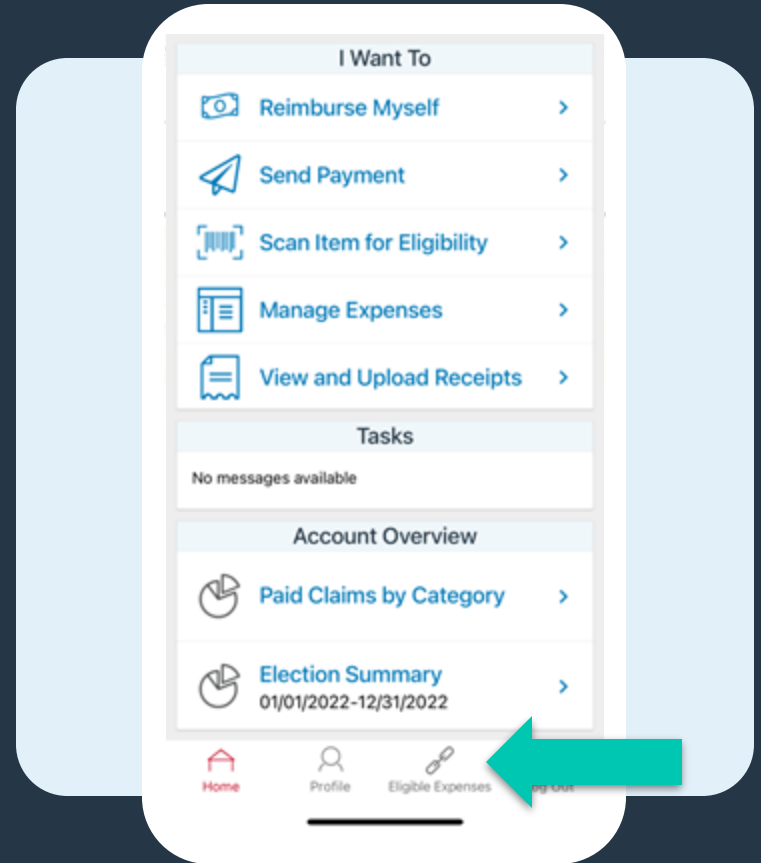 I Want To
Reimburse Myself
Send Payment
Scan Item for Eligibility
Manage Expenses
View and Upload Receipts
Tasks
No messages available
Account Overview
Paid Claims by Category
Election Summary
01/01/2022-12/31/2022
Home Profile Eligible Expenses Out